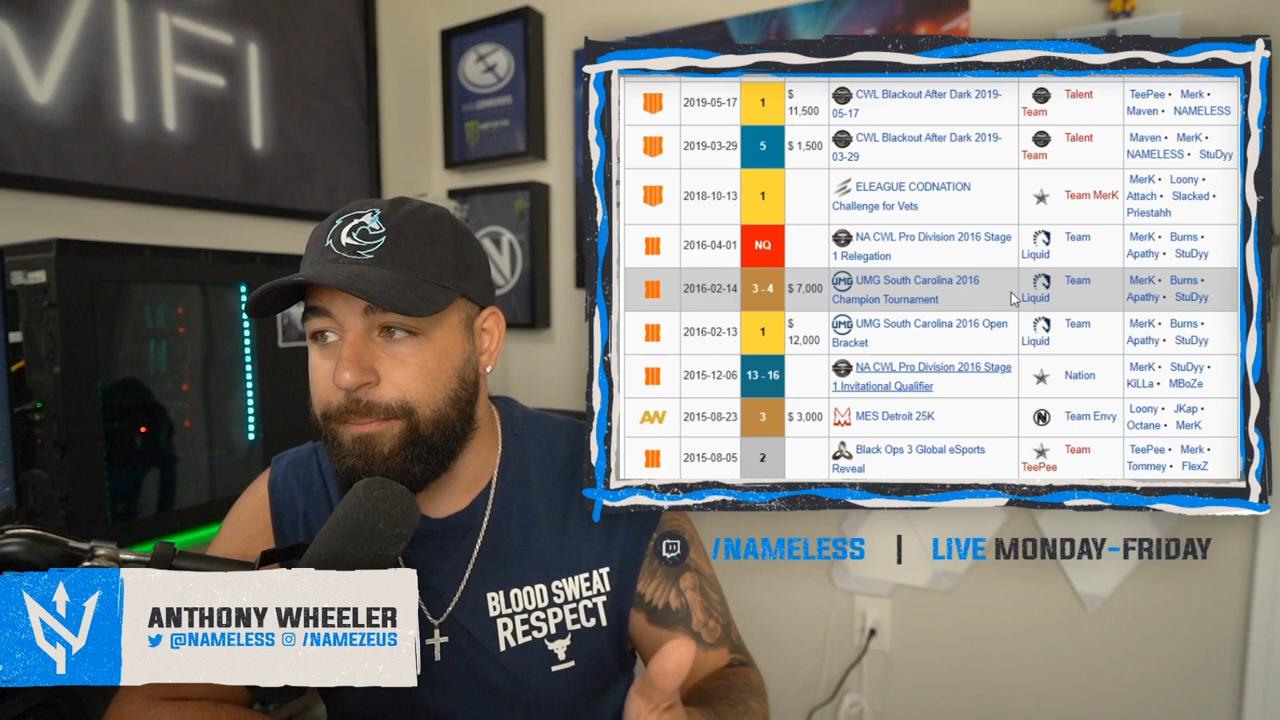 VIFI
2019-05-17 1 $ 11,500 CWL Blackout After Dark 2019-05-17 Talent Team TeePee • Merk • Maven • NAMELESS
2019-03-29 5 $ 1,500 CWL Blackout After Dark 2019-03-29 Talent Team Maven • MerK • NAMELESS • StuDyy
2018-10-13 1 ELEAGUE CODNATION Challenge for Vets Team MerK MerK • Loony • Attach • Slacked • Priestahh
2016-04-01 NQ NA CWL Pro Division 2016 Stage 1 Relegation Team Liquid MerK • Burns • Apathy • StuDyy
2016-02-14 3 - 4 $ 7,000 UMG UMG South Carolina 2016 Champion Tournament Team Liquid MerK • Burns • Apathy • StuDyy
2016-02-13 1 $ 12,000 UMG UMG South Carolina 2016 Open Bracket Team Liquid MerK • Burns • Apathy • StuDyy
2015-12-06 13 - 16 NA CWL Pro Division 2016 Stage 1 Invitational Qualifier Nation MerK • StuDyy • KiLLa • MBoZe
AW 2015-08-23 3 $ 3,000 MES Detroit 25K Team Envy Loony • JKap • Octane • MerK
2015-08-05 2 Black Ops 3 Global eSports Reveal Team TeePee TeePee • Merk • Tommey • FlexZ
/NAMELESS | LIVE MONDAY-FRIDAY
BLOOD SWEAT
RESPECT
ANTHONY WHEELER
@NAMELESS /NAMEZEUS